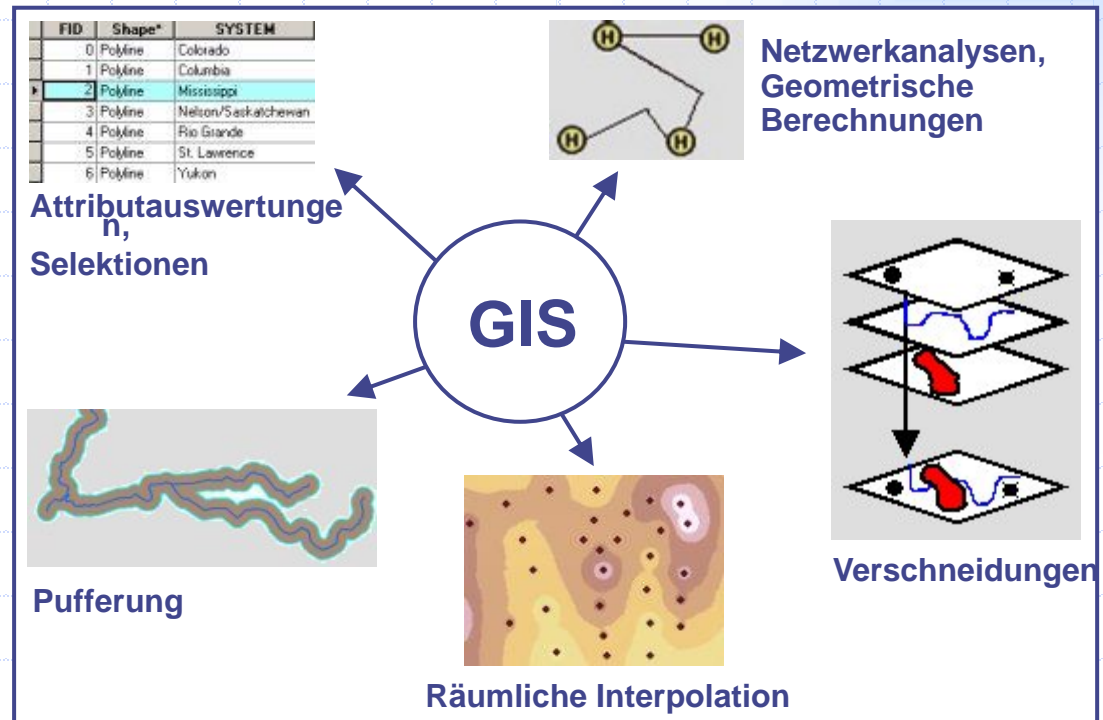 FID Shape* SYSTEM
0 Polyline Colorado
1 Polyline Columbia
2 Polyline Mississippi
3 Polyline Nelson/Saskatchewan
4 Polyline Rio Grande
5 Polyline St. Lawrence
6 Polyline Yukon
Attributauswertunge
n,
Selektionen
H H
H H
Netzwerkanalysen,
Geometrische
Berechnungen
GIS
Verschneidungen
Pufferung
Räumliche Interpolation